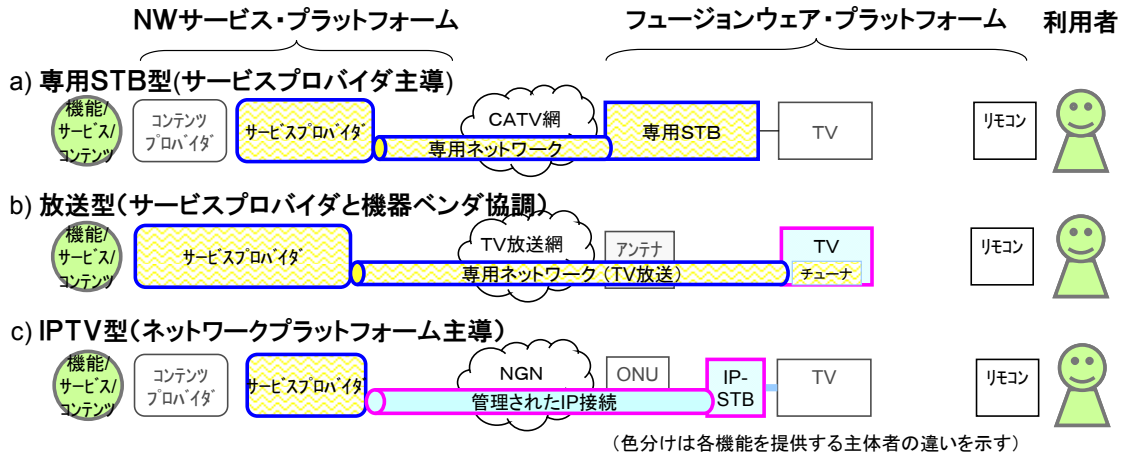 NWサービス・プラットフォーム
フュージョンウェア・プラットフォーム
利用者
a) 専用STB型(サービスプロバイダ主導)
機能/
サービス/
コンテンツ
コンテンツ
プロバイダ
サービスプロバイダ
CATV網
専用ネットワーク
専用STB
TV
リモコン
b) 放送型(サービスプロバイダと機器ベンダ協調)
機能/
サービス/
コンテンツ
サービスプロバイダ
TV放送網
専用ネットワーク (TV放送)
アンテナ
TV
チューナ
リモコン
c) IPTV型(ネットワークプラットフォーム主導)
機能/
サービス/
コンテンツ
コンテンツ
プロバイダ
サービスプロバイダ
NGN
管理されたIP接続
ONU
IP-
STB
TV
リモコン
(色分けは各機能を提供する主体者の違いを示す)